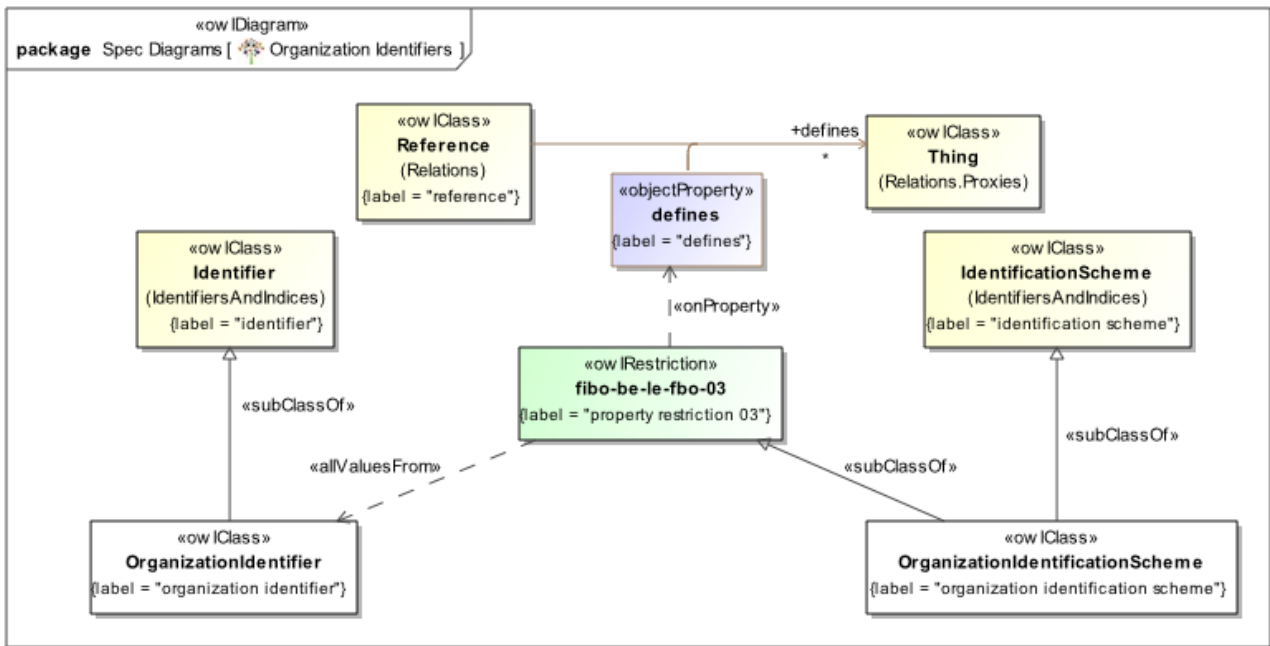 «owlDiagram»
package Spec Diagrams [ Organization Identifiers ]
«owlClass»
Reference
(Relations)
{label = "reference"}
+defines
*
«owlClass»
Thing
(Relations.Proxies)
«objectProperty»
defines
{label = "defines"}
«owlClass»
Identifier
(IdentifiersAndIndices)
{label = "identifier"}
«owlClass»
IdentificationScheme
(IdentifiersAndIndices)
{label = "identification scheme"}
«onProperty»
«owlRestriction»
fibo-be-le-fbo-03
{label = "property restriction 03"}
«subClassOf»
«allValuesFrom»
«subClassOf»
«subClassOf»
«owlClass»
OrganizationIdentifier
{label = "organization identifier"}
«owlClass»
OrganizationIdentificationScheme
{label = "organization identification scheme"}